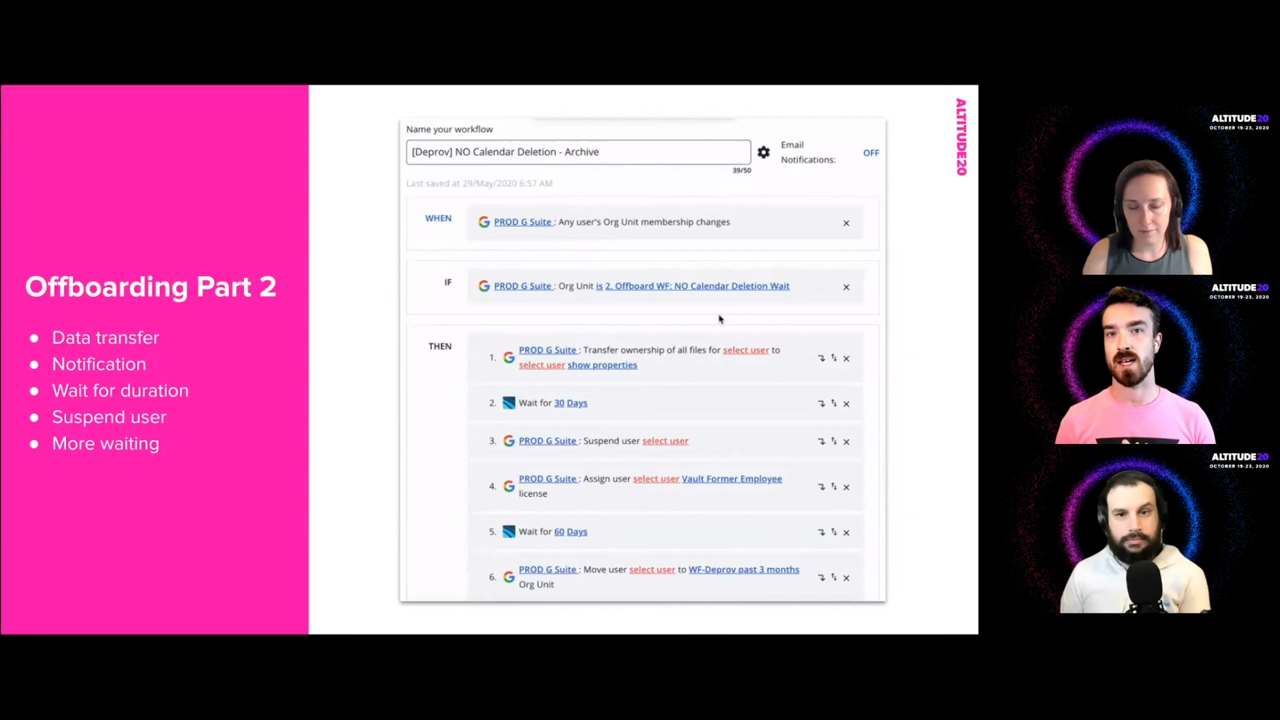 Offboarding Part 2
● Data transfer
● Notification
● Wait for duration
● Suspend user
● More waiting
Name your workflow
[Deprov] NO Calendar Deletion - Archive
Email
Notifications:
OFF
39/50
Last saved at 29/May/2020 6:57 AM
WHEN
PROD G Suite : Any user's Org Unit membership changes
×
IF
PROD G Suite : Org Unit is 2. Offboard WF: NO Calendar Deletion Wait
×
THEN
1. PROD G Suite : Transfer ownership of all files for select user to
select user show properties
×
2. Wait for 30 Days
×
3. PROD G Suite : Suspend user select user
×
4. PROD G Suite : Assign user select user Vault Former Employee
license
×
5. Wait for 60 Days
×
6. PROD G Suite : Move user select user to WF-Deprov past 3 months
Org Unit
×
ALTITUDE20
ALTITUDE20
OCTOBER 19-23, 2020
ALTITUDE20
OCTOBER 19-23, 2020
ALTITUDE20
OCTOBER 19-23, 2020